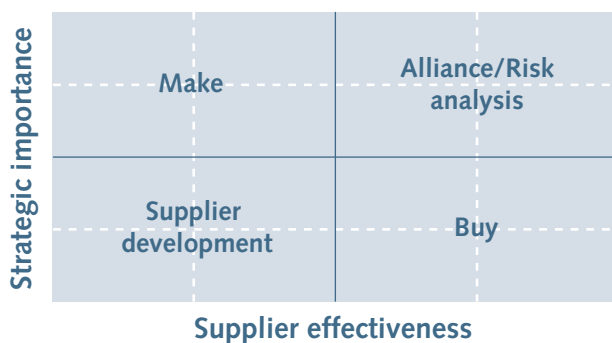 Strategic importance
Make
Alliance/Risk
analysis
Supplier
development
Buy
Supplier effectiveness